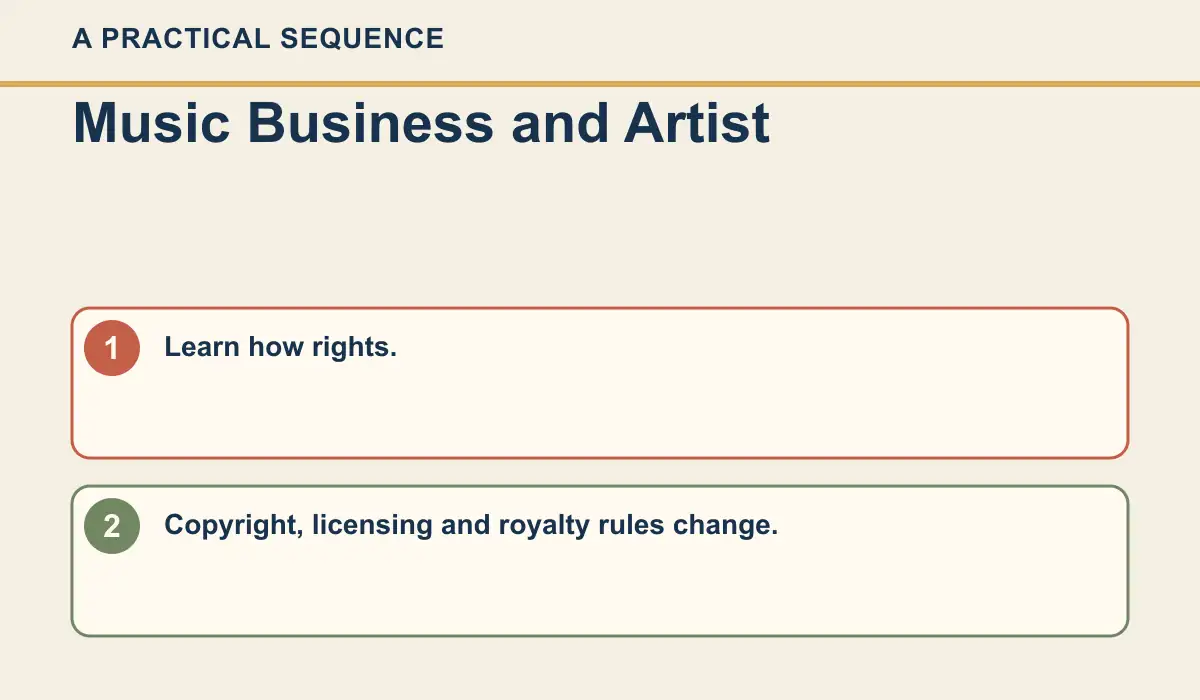 A PRACTICAL SEQUENCE
Music Business and Artist
1
Learn how rights.
2
Copyright, licensing and royalty rules change.